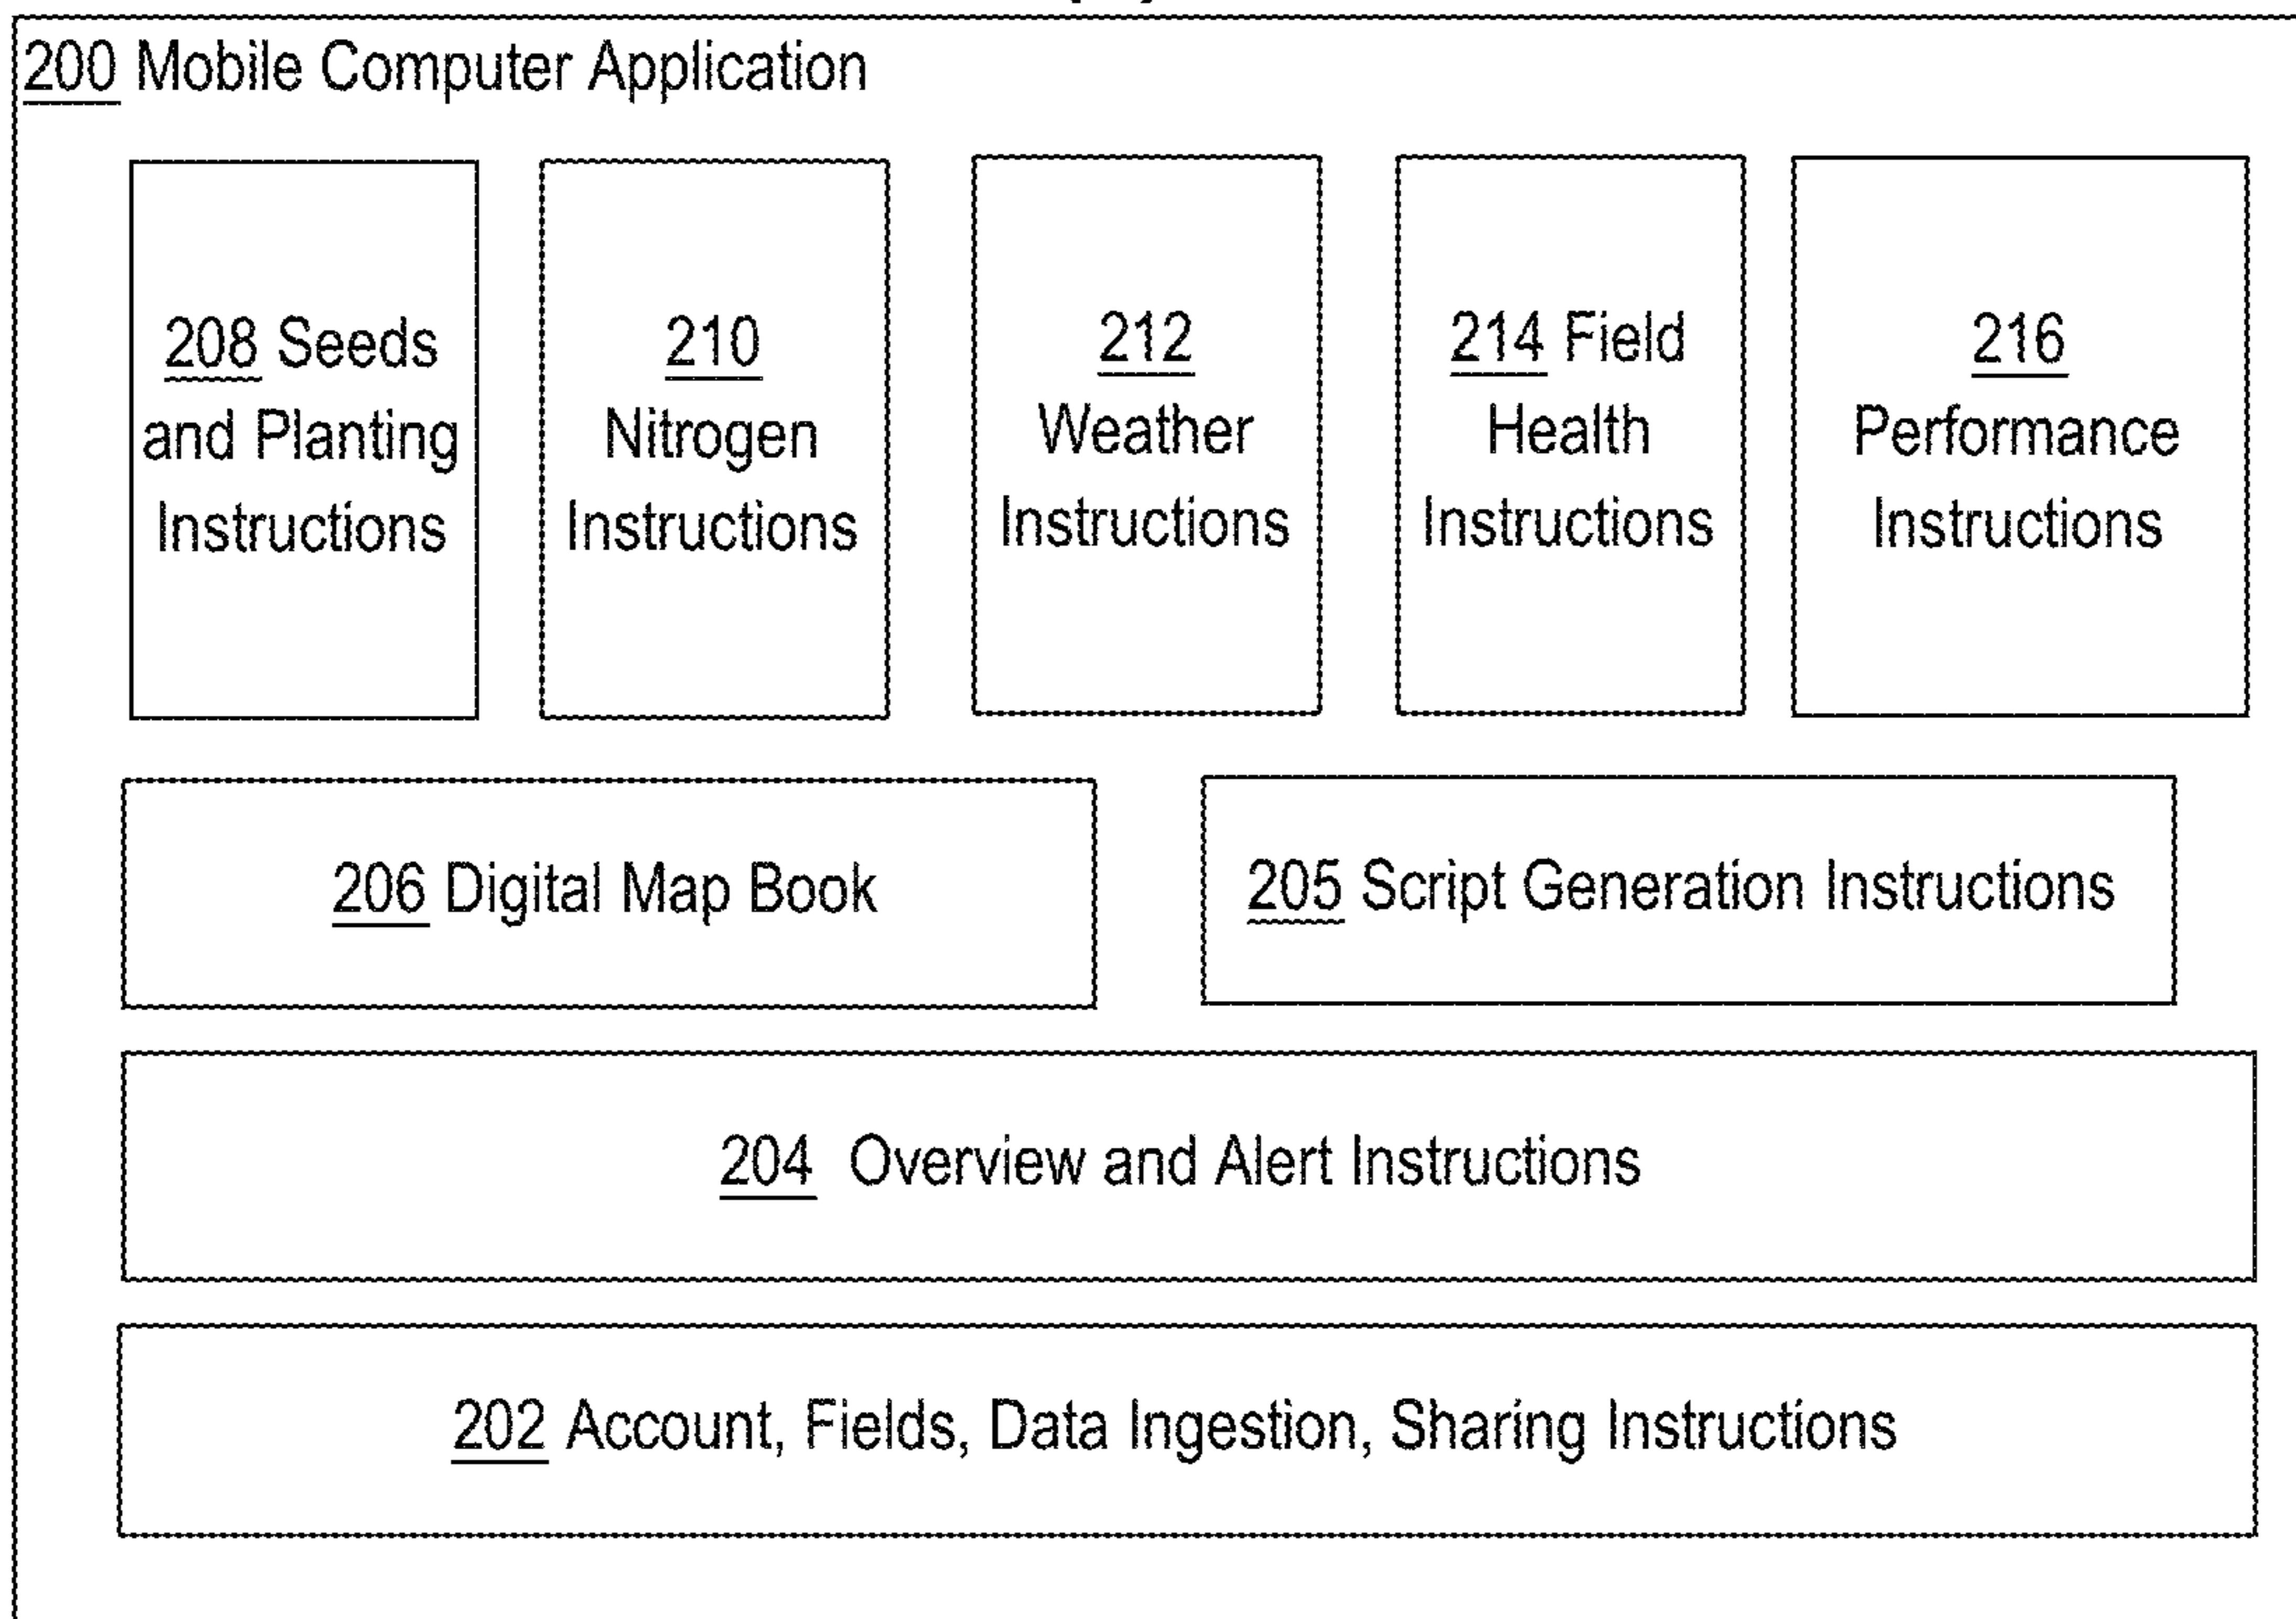 200 Mobile Computer Application
208 Seeds
and Planting
Instructions
210
Nitrogen
Instructions
212
Weather
Instructions
214 Field
Health
Instructions
216
Performance
Instructions
206 Digital Map Book
205 Script Generation Instructions
204 Overview and Alert Instructions
202 Account, Fields, Data Ingestion, Sharing Instructions